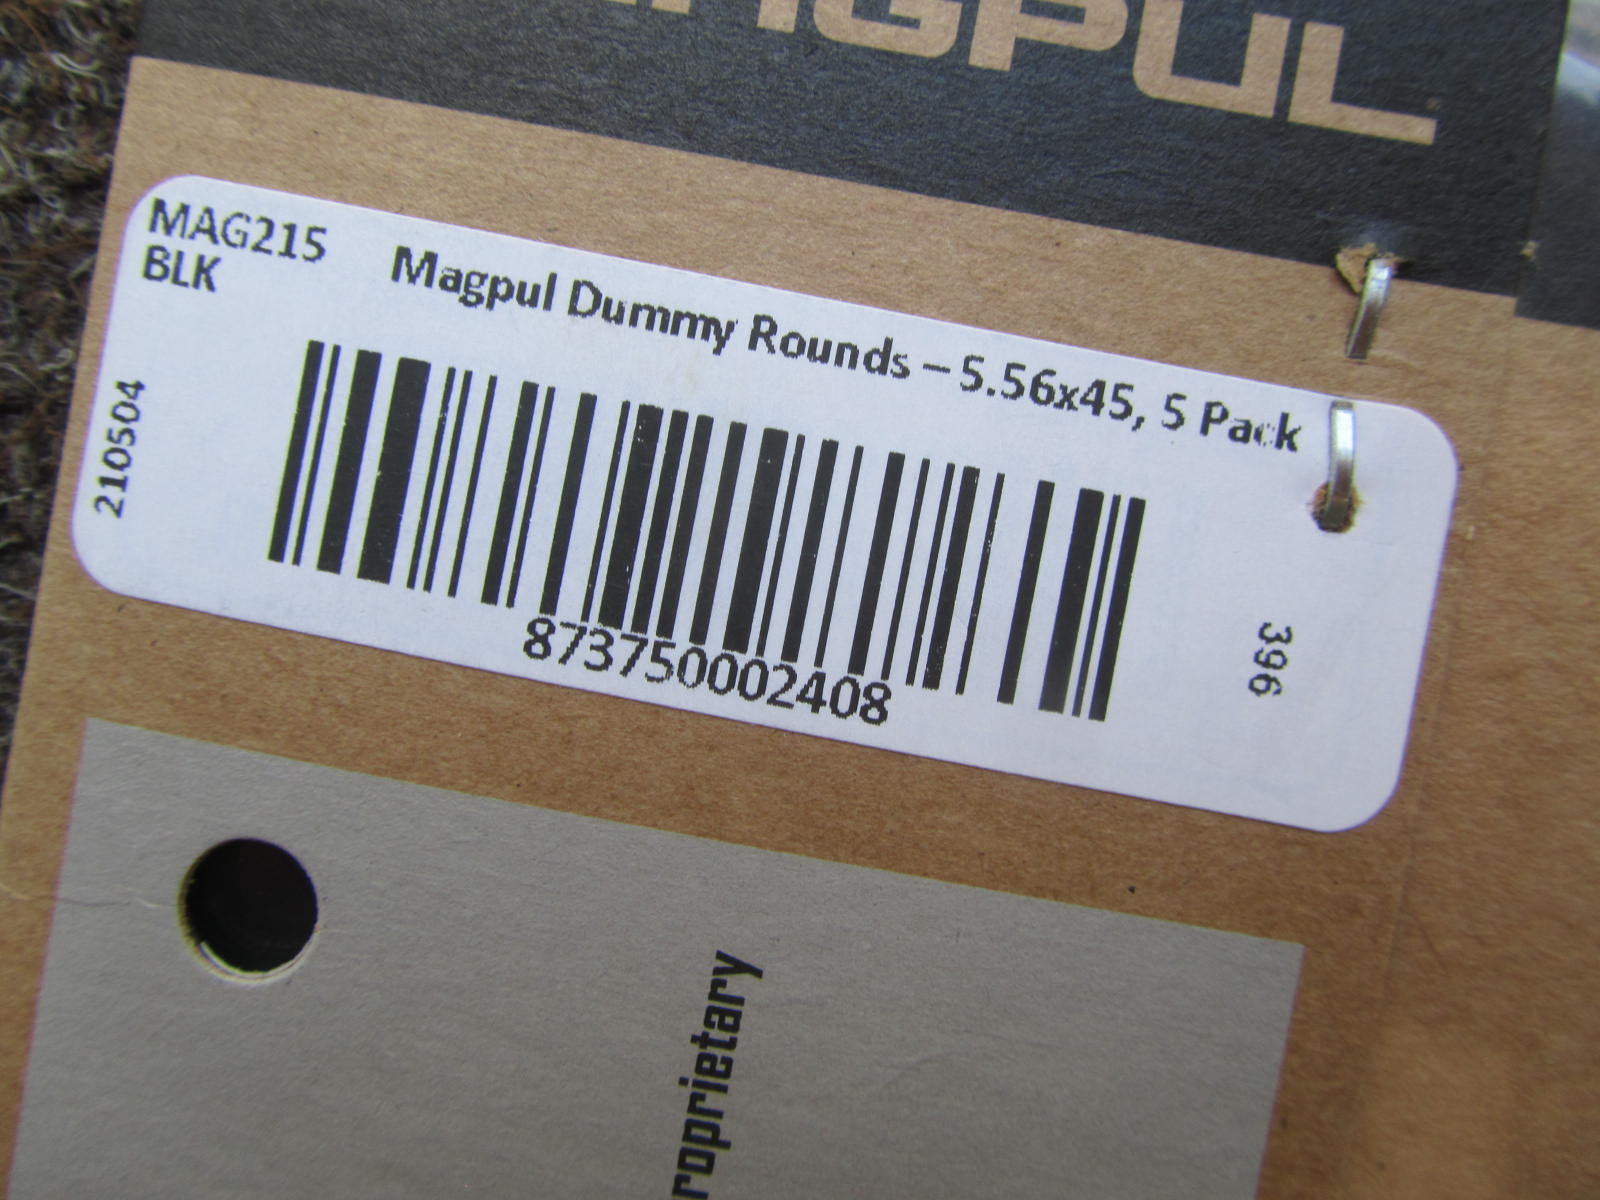 MAGPUL
MAG215
BLK
Magpul Dummy Rounds – 5.56x45, 5 Pack
210504
873750002408
396
roprietary